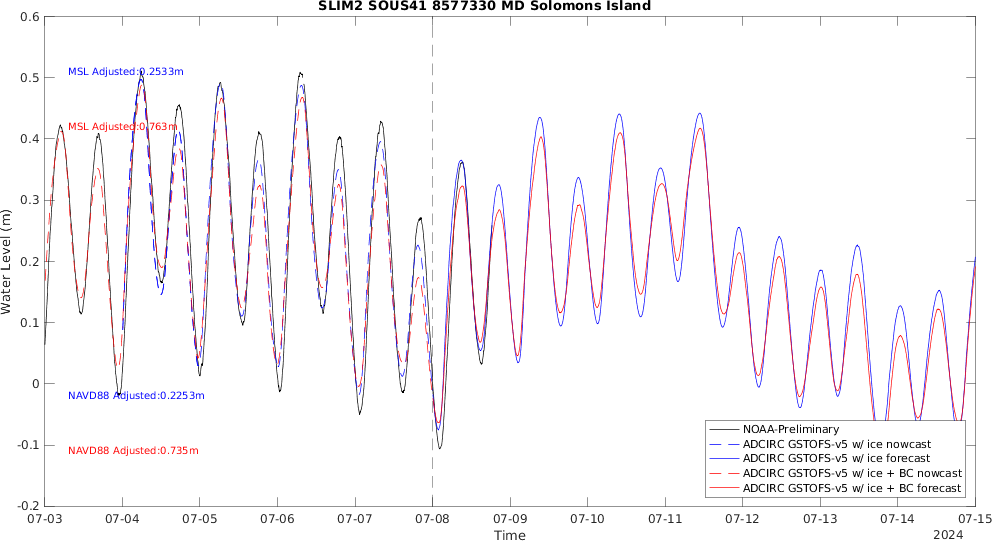 SLIM2 SOUS41 8577330 MD Solomons Island
0.6
0.5
0.4
0.3
0.2
0.1
0
-0.1
-0.2
Water Level (m)
MSL Adjusted:0.2533m
MSL Adjusted:0.763m
NAVD88 Adjusted:0.2253m
NAVD88 Adjusted:0.735m
NOAA-Preliminary
ADCIRC GSTOFS-v5 w/ ice nowcast
ADCIRC GSTOFS-v5 w/ ice forecast
ADCIRC GSTOFS-v5 w/ ice + BC nowcast
ADCIRC GSTOFS-v5 w/ ice + BC forecast
07-03 07-04 07-05 07-06 07-07 07-08 07-09 07-10 07-11 07-12 07-13 07-14 07-15
Time
2024